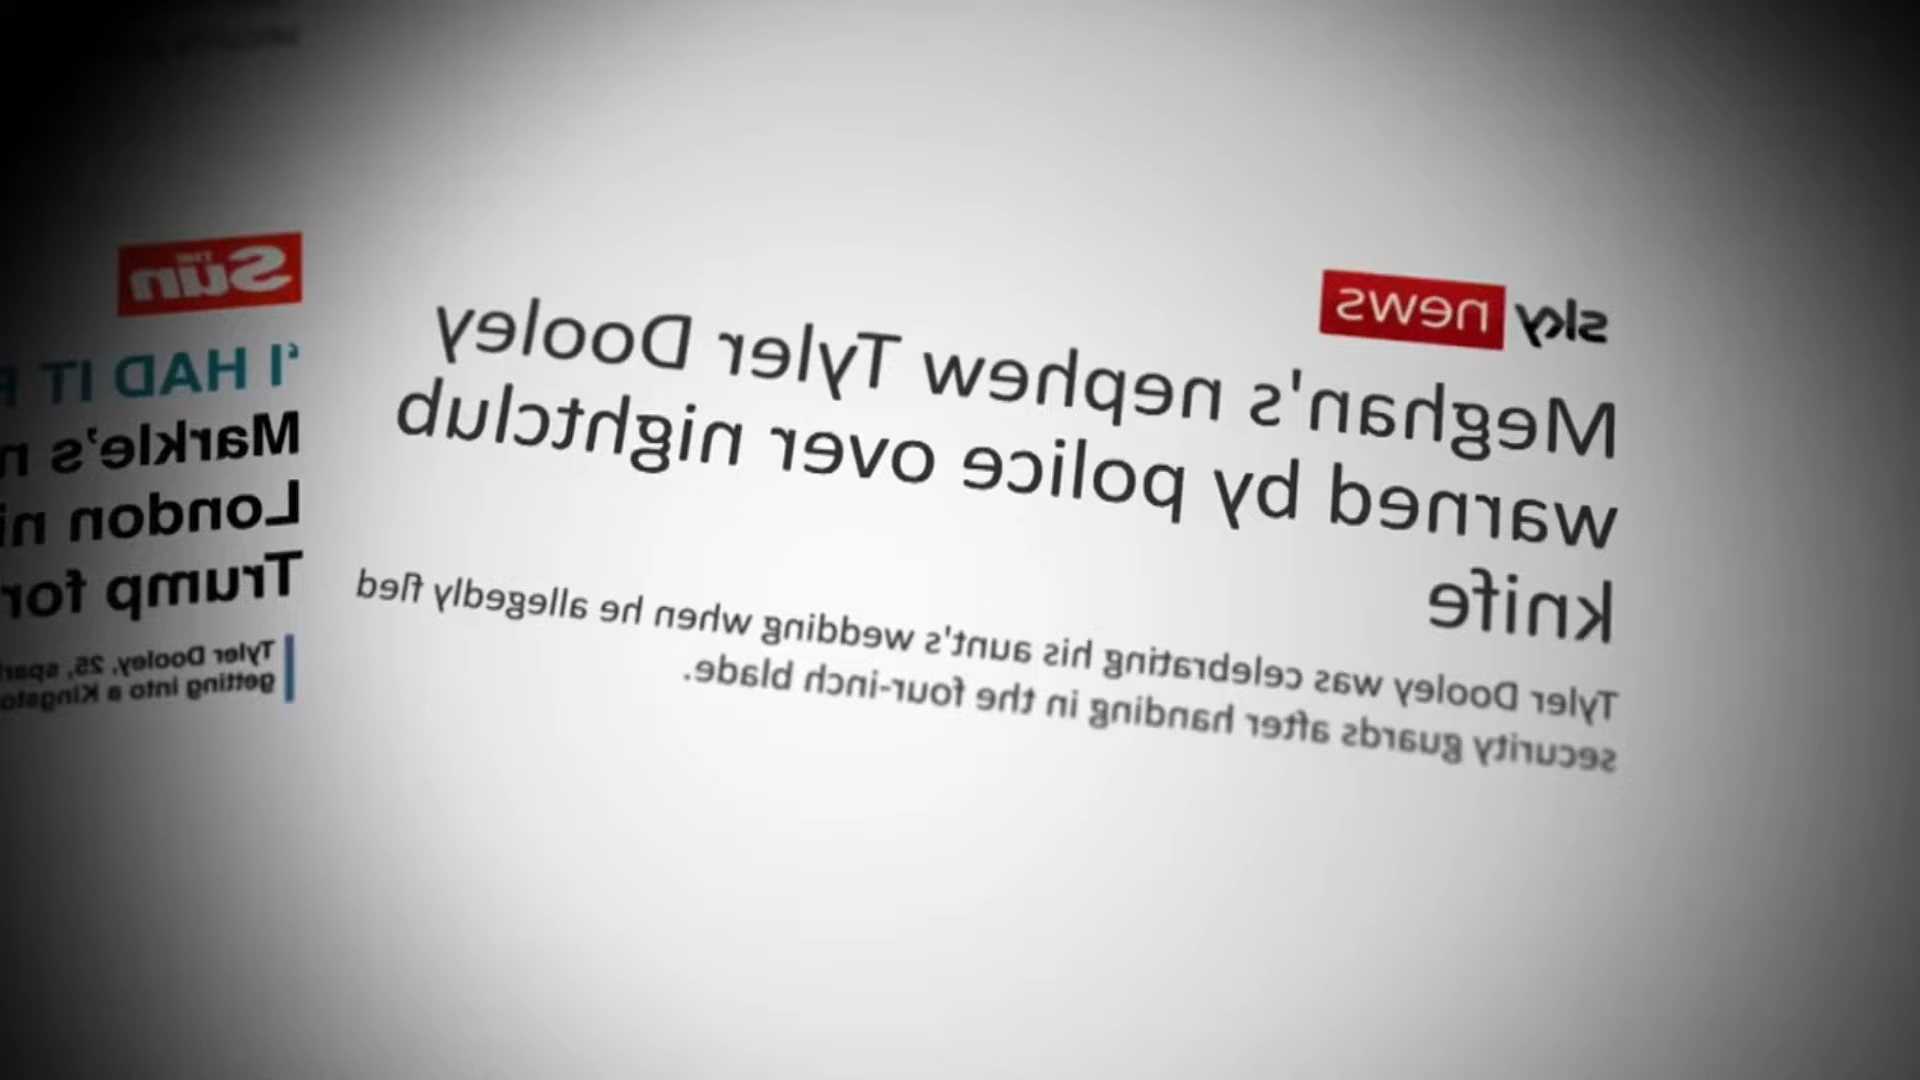 sky news
Meghan's nephew Tyler Dooley
warned by police over nightclub
knife
Tyler Dooley was celebrating his aunt's wedding when he allegedly fled
security guards after handing in the four-inch blade.
THE Sun
'I HAD IT
Markle's
London
Trump for
Tyler Dooley, 25,
getting into a